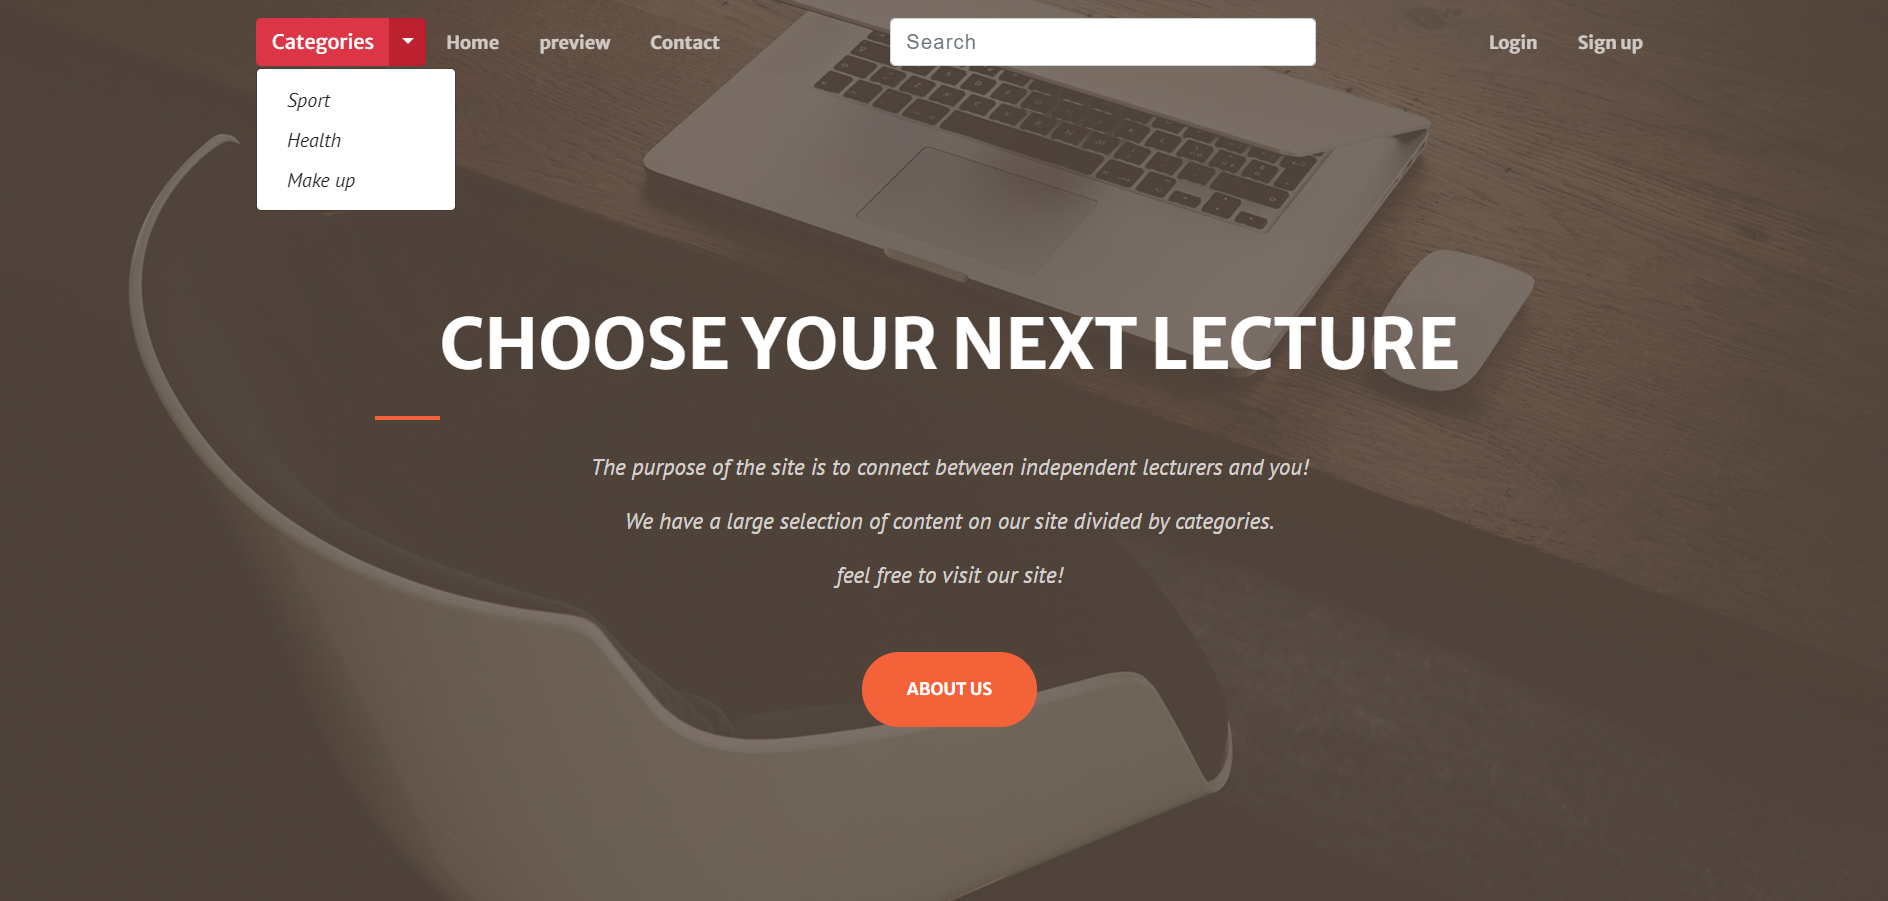 Categories Home preview Contact Search Login Sign up
Sport
Health
Make up
CHOOSE YOUR NEXT LECTURE
The purpose of the site is to connect between independent lecturers and you!
We have a large selection of content on our site divided by categories.
feel free to visit our site!
ABOUT US